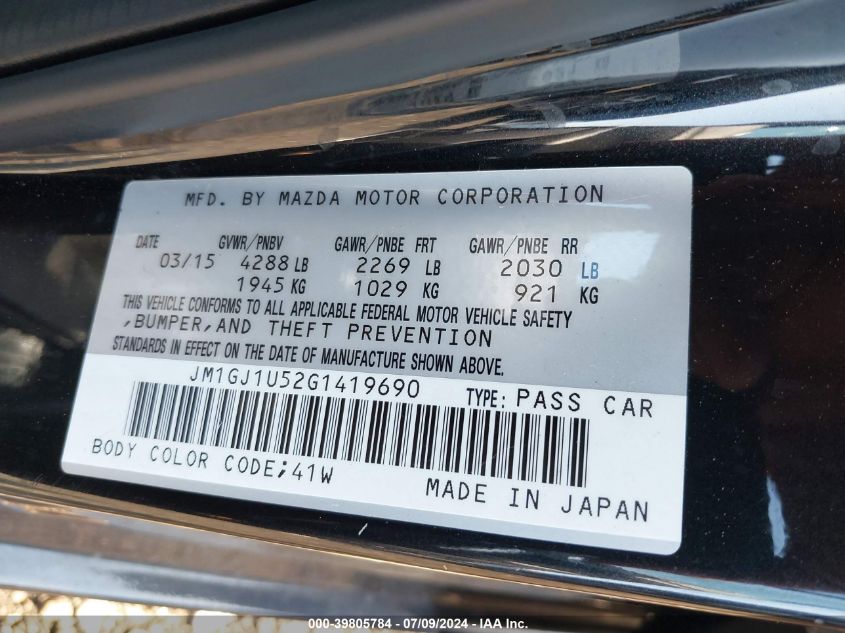 MFD. BY MAZDA MOTOR CORPORATION
DATE GVWR/PNBV GAWR/PNBE FRT GAWR/PNBE RR
03/15 4288 LB 2269 LB 2030 LB
1945 KG 1029 KG 921 KG
THIS VEHICLE CONFORMS TO ALL APPLICABLE FEDERAL MOTOR VEHICLE SAFETY
,BUMPER,AND THEFT PREVENTION
STANDARDS IN EFFECT ON THE DATE OF MANUFACTURE SHOWN ABOVE.
JM1GJ1U52G1419690 TYPE: PASS CAR
BODY COLOR CODE;41W MADE IN JAPAN
000-39805784 / 07/09/2024 - IAA Inc.